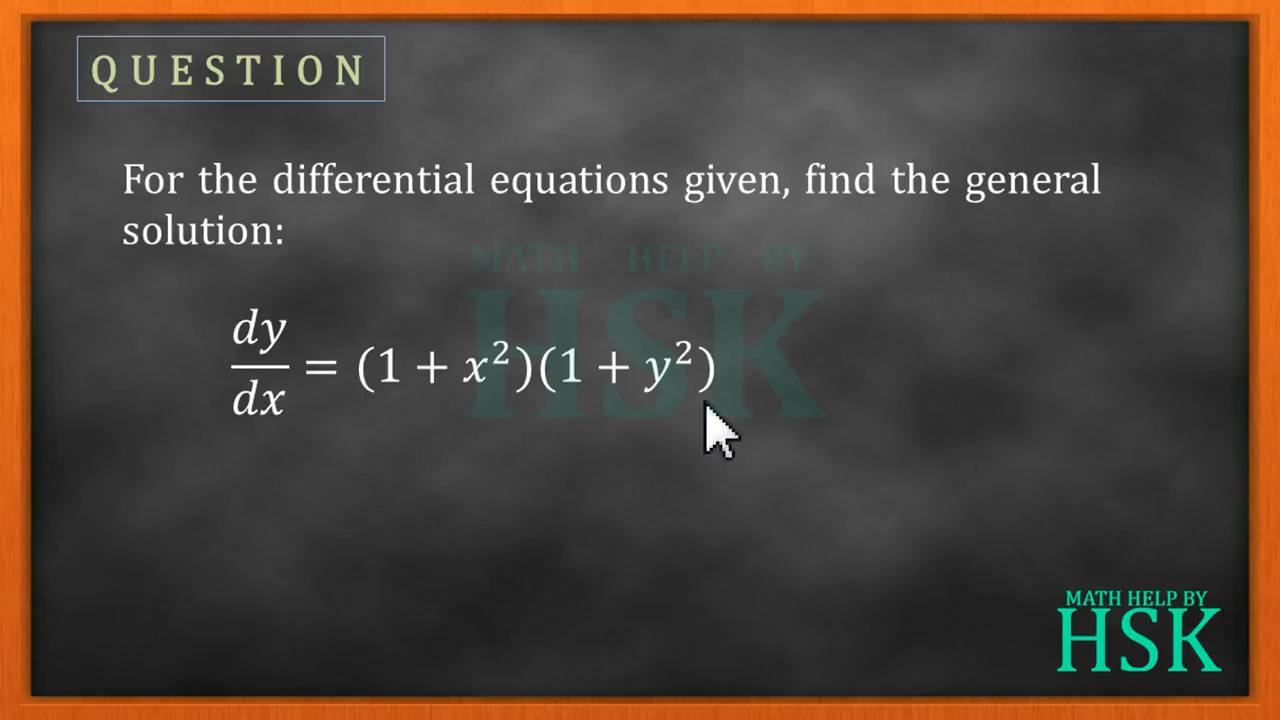 QUESTION
For the differential equations given, find the general
solution:
dy/dx = (1 + x²)(1 + y²)
MATH HELP BY
HSK
MATH HELP BY
HSK